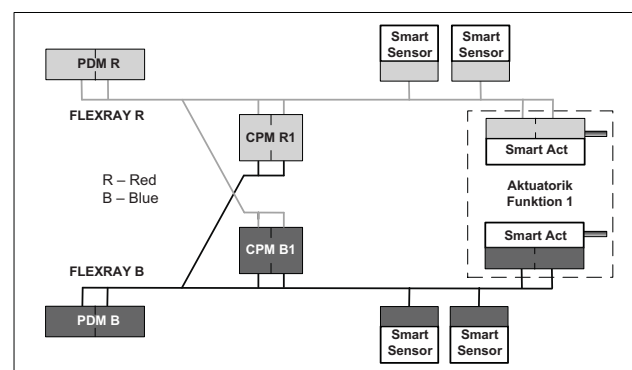 Smart
Sensor
Smart
Sensor
PDM R
FLEXRAY R
CPM R1
Smart Act
R – Red
B – Blue
Aktuatorik
Funktion 1
Smart Act
CPM B1
FLEXRAY B
PDM B
Smart
Sensor
Smart
Sensor